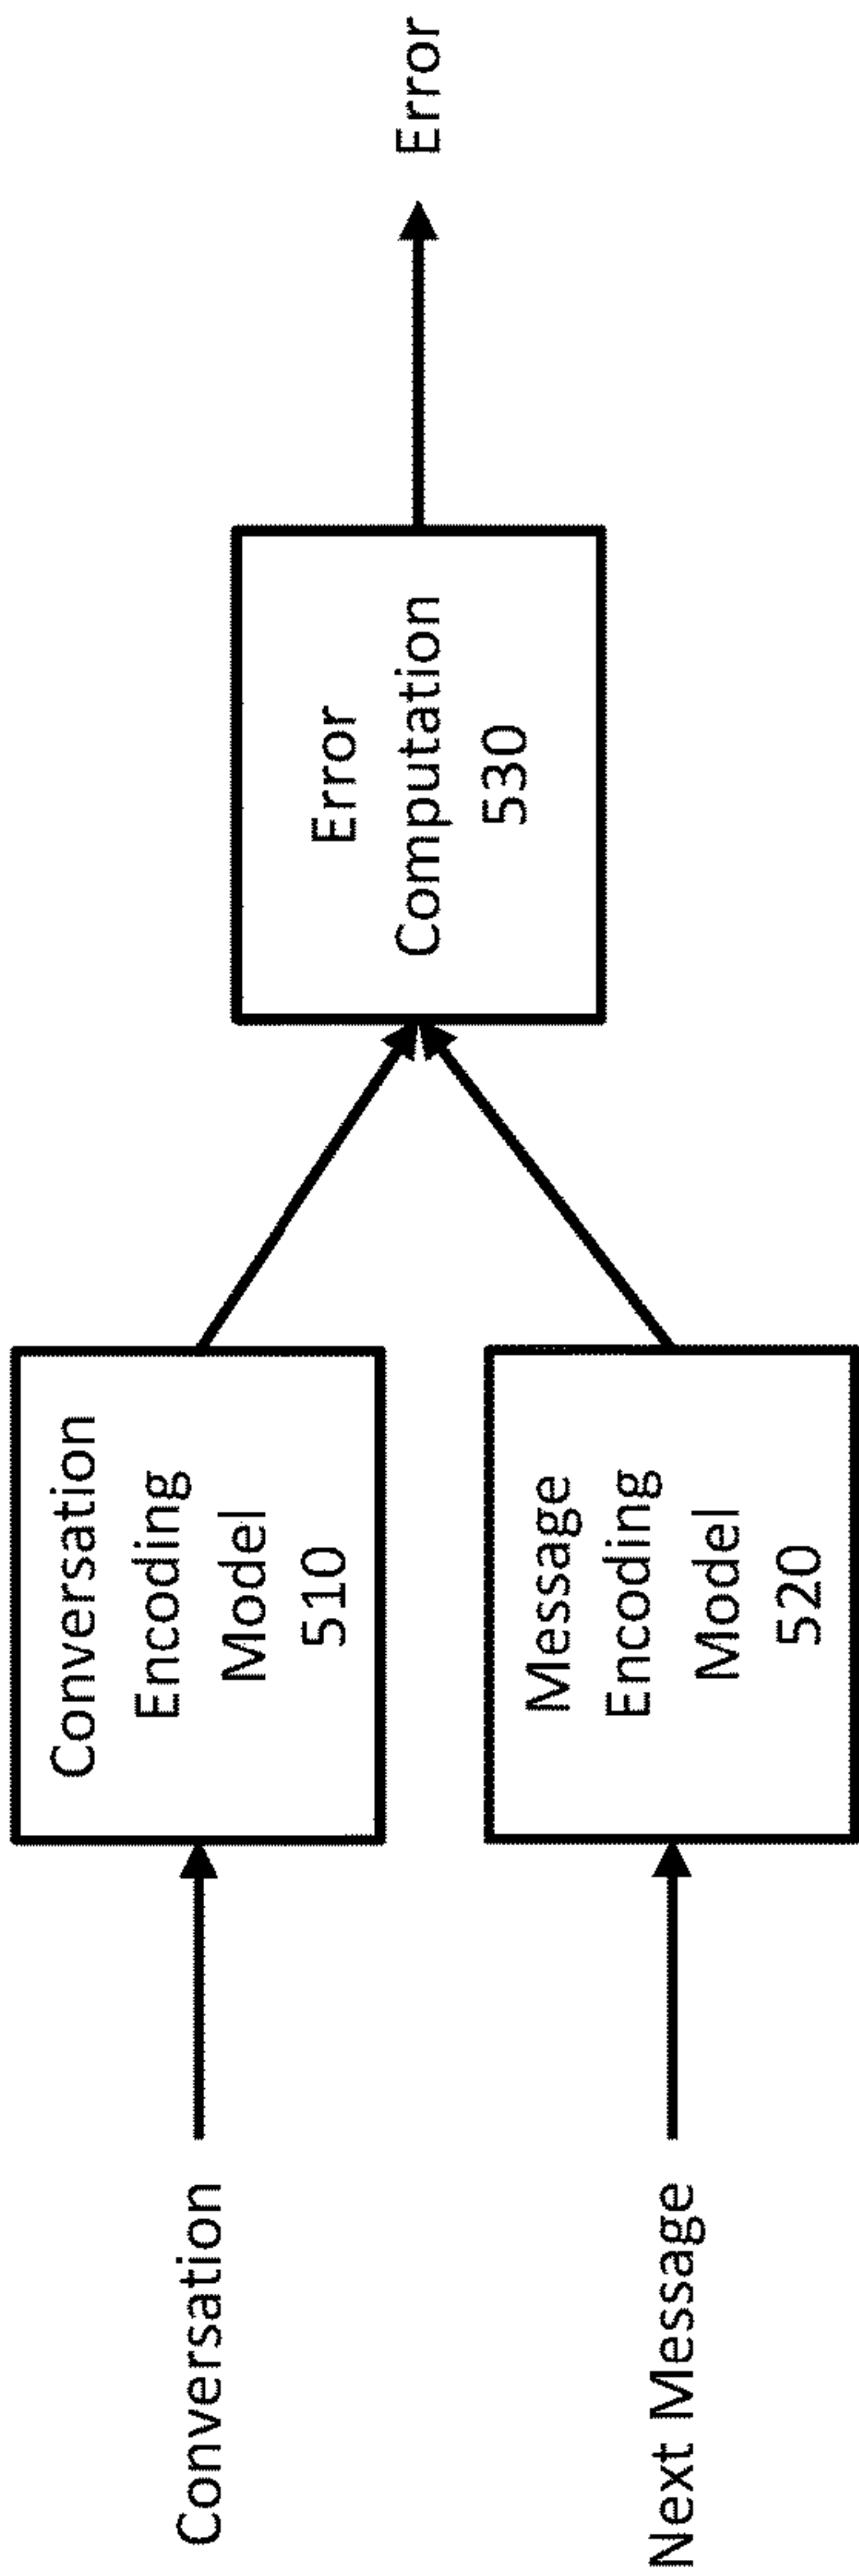 Conversation
Conversation
Encoding
Model
510
Next Message
Message
Encoding
Model
520
Error
Computation
530
Error